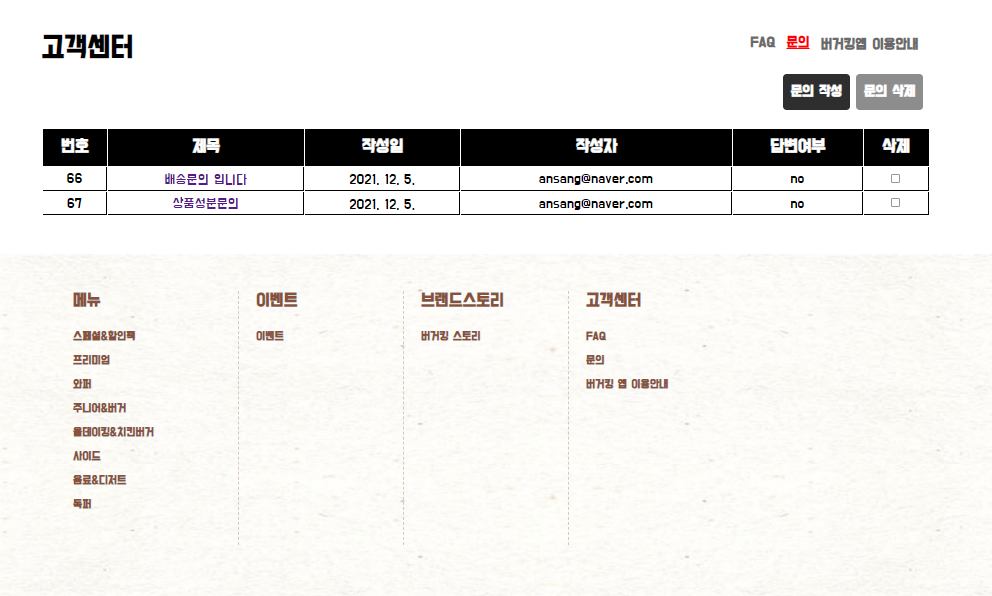 고객센터
FAQ 문의 버거킹앱 이용안내
문의 작성 문의 삭제
번호 제목 작성일 작성자 답변여부 삭제
66 배송문의 입니다 2021. 12. 5. ansang@naver.com no
67 상품성분문의 2021. 12. 5. ansang@naver.com no
메뉴 이벤트 브랜드스토리 고객센터
스페셜&할인팩 이벤트 버거킹 스토리 FAQ
프리미엄 문의
와퍼 버거킹 앱 이용안내
주니어&버거
올데이킹&치킨버거
사이드
음료&디저트
독퍼